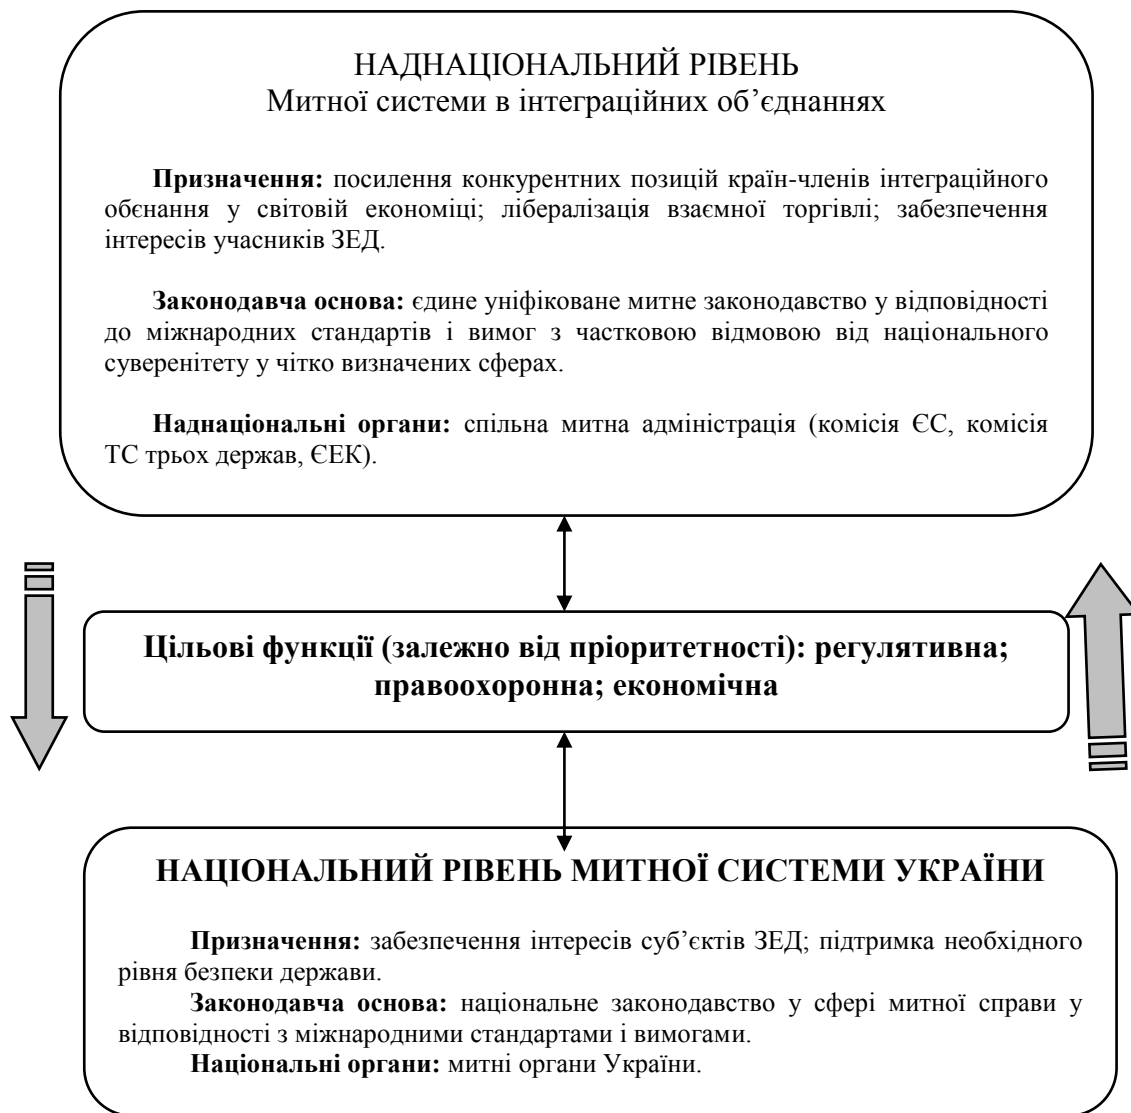 НАДНАЦІОНАЛЬНИЙ РІВЕНЬ
Митної системи в інтеграційних об’єднаннях
Призначення: посилення конкурентних позицій країн-членів інтеграційного
обєнання у світовій економіці; лібералізація взаємної торгівлі; забезпечення
інтересів учасників ЗЕД.
Законодавча основа: єдине уніфіковане митне законодавство у відповідності
до міжнародних стандартів і вимог з частковою відмовою від національного
суверенітету у чітко визначених сферах.
Наднаціональні органи: спільна митна адміністрація (комісія ЄС, комісія
ТС трьох держав, ЄЕК).
Цільові функції (залежно від пріоритетності): регулятивна;
правоохоронна; економічна
НАЦІОНАЛЬНИЙ РІВЕНЬ МИТНОЇ СИСТЕМИ УКРАЇНИ
Призначення: забезпечення інтересів суб’єктів ЗЕД; підтримка необхідного
рівня безпеки держави.
Законодавча основа: національне законодавство у сфері митної справи у
відповідності з міжнародними стандартами і вимогами.
Національні органи: митні органи України.